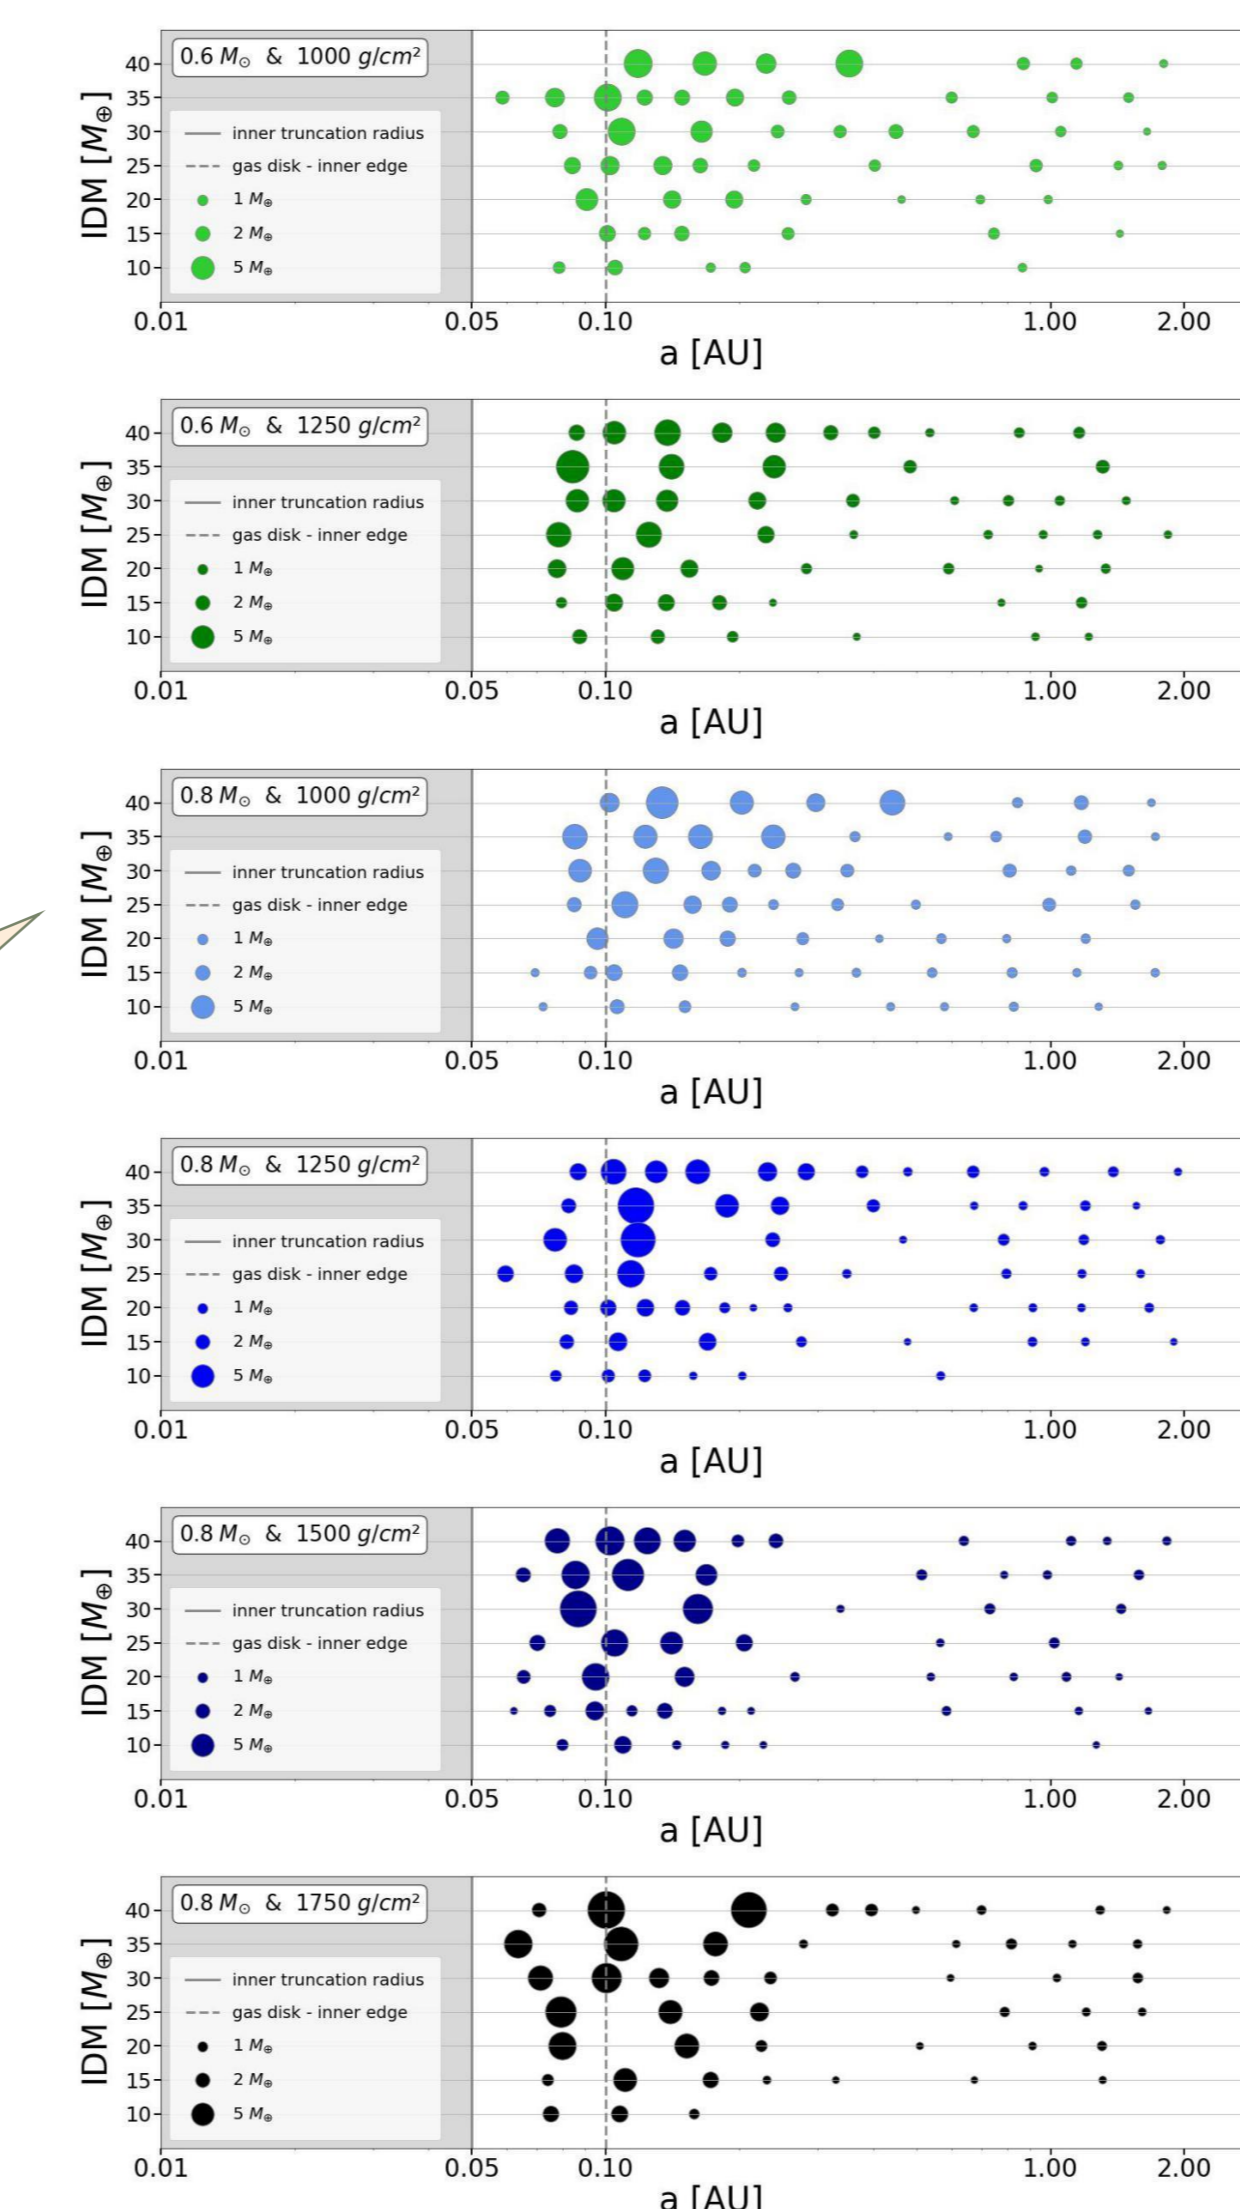 0.6 M⊙ & 1000 g/cm²
IDM [M⊕]
40
35
30
25
20
15
10
inner truncation radius
gas disk - inner edge
1 M⊕
2 M⊕
5 M⊕
0.01 0.05 0.10 1.00 2.00
a [AU]
0.6 M⊙ & 1250 g/cm²
IDM [M⊕]
40
35
30
25
20
15
10
inner truncation radius
gas disk - inner edge
1 M⊕
2 M⊕
5 M⊕
0.01 0.05 0.10 1.00 2.00
a [AU]
0.8 M⊙ & 1000 g/cm²
IDM [M⊕]
40
35
30
25
20
15
10
inner truncation radius
gas disk - inner edge
1 M⊕
2 M⊕
5 M⊕
0.01 0.05 0.10 1.00 2.00
a [AU]
0.8 M⊙ & 1250 g/cm²
IDM [M⊕]
40
35
30
25
20
15
10
inner truncation radius
gas disk - inner edge
1 M⊕
2 M⊕
5 M⊕
0.01 0.05 0.10 1.00 2.00
a [AU]
0.8 M⊙ & 1500 g/cm²
IDM [M⊕]
40
35
30
25
20
15
10
inner truncation radius
gas disk - inner edge
1 M⊕
2 M⊕
5 M⊕
0.01 0.05 0.10 1.00 2.00
a [AU]
0.8 M⊙ & 1750 g/cm²
IDM [M⊕]
40
35
30
25
20
15
10
inner truncation radius
gas disk - inner edge
1 M⊕
2 M⊕
5 M⊕
0.01 0.05 0.10 1.00 2.00
a [AU]